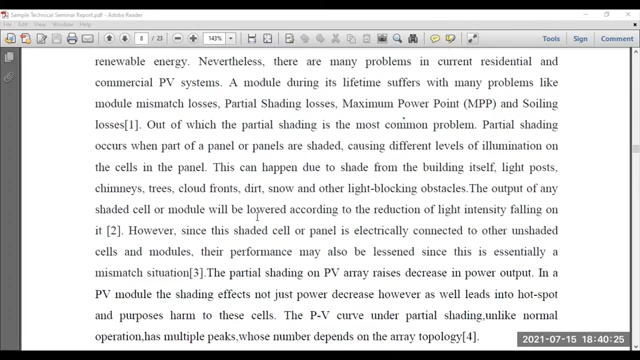 Sample Technical Seminar Report.pdf - Adobe Reader
File Edit View Window Help
8 / 23 143% Tools Sign Comment
renewable energy. Nevertheless, there are many problems in current residential and
commercial PV systems. A module during its lifetime suffers with many problems like
module mismatch losses, Partial Shading losses, Maximum Power Point (MPP) and Soiling
losses[1]. Out of which the partial shading is the most common problem. Partial shading
occurs when part of a panel or panels are shaded, causing different levels of illumination on
the cells in the panel. This can happen due to shade from the building itself, light posts,
chimneys, trees, cloud fronts, dirt, snow and other light-blocking obstacles.The output of any
shaded cell or module will be lowered according to the reduction of light intensity falling on
it [2]. However, since this shaded cell or panel is electrically connected to other unshaded
cells and modules, their performance may also be lessened since this is essentially a
mismatch situation[3].The partial shading on PV array raises decrease in power output. In a
PV module the shading effects not just power decrease however as well leads into hot-spot
and purposes harm to these cells. The P-V curve under partial shading,unlike normal
operation,has multiple peaks,whose number depends on the array topology[4].
2021-07-15 18:40:25